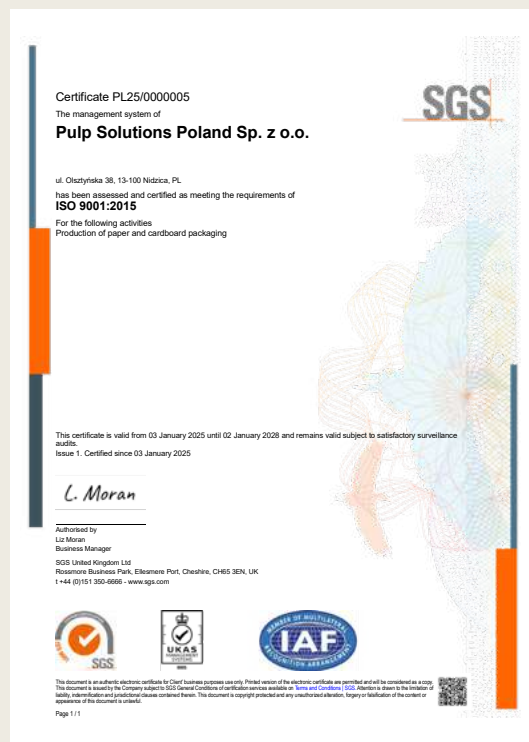 SGS
Certificate PL25/0000005
The management system of
Pulp Solutions Poland Sp. z o.o.
ul. Olsztyńska 38, 13-100 Nidzica, PL
has been assessed and certified as meeting the requirements of
ISO 9001:2015
For the following activities
Production of paper and cardboard packaging
This certificate is valid from 03 January 2025 until 02 January 2028 and remains valid subject to satisfactory surveillance
audits.
Issue 1. Certified since 03 January 2025
L. Moran
Authorised by
Liz Moran
Business Manager
SGS United Kingdom Ltd
Rossmore Business Park, Ellesmere Port, Cheshire, CH65 3EN, UK
t +44 (0)151 350-6666 - www.sgs.com
SGS
UKAS
MANAGEMENT
SYSTEMS
MEMBER OF MULTILATERAL
IAF
RECOGNITION ARRANGEMENT
This document is an authentic electronic certificate for Client' business purposes use only. Printed version of the electronic certificate are permitted and will be considered as a copy.
This document is issued by the Company subject to SGS General Conditions of certification services available on Terms and Conditions | SGS. Attention is drawn to the limitation of
liability, indemnification and jurisdictional clauses contained therein. This document is copyright protected and any unauthorized alteration, forgery or falsification of the content or
appearance of this document is unlawful.
Page 1 / 1